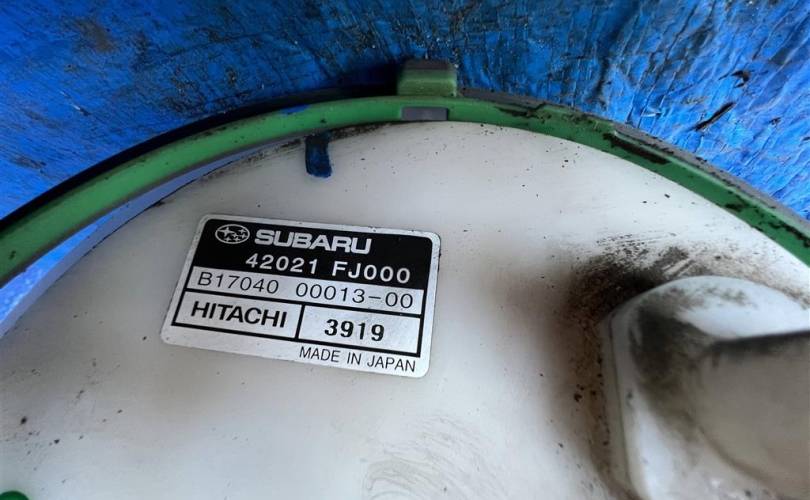 SUBARU
42021 FJ000
B17040 00013-00
HITACHI 3919
MADE IN JAPAN